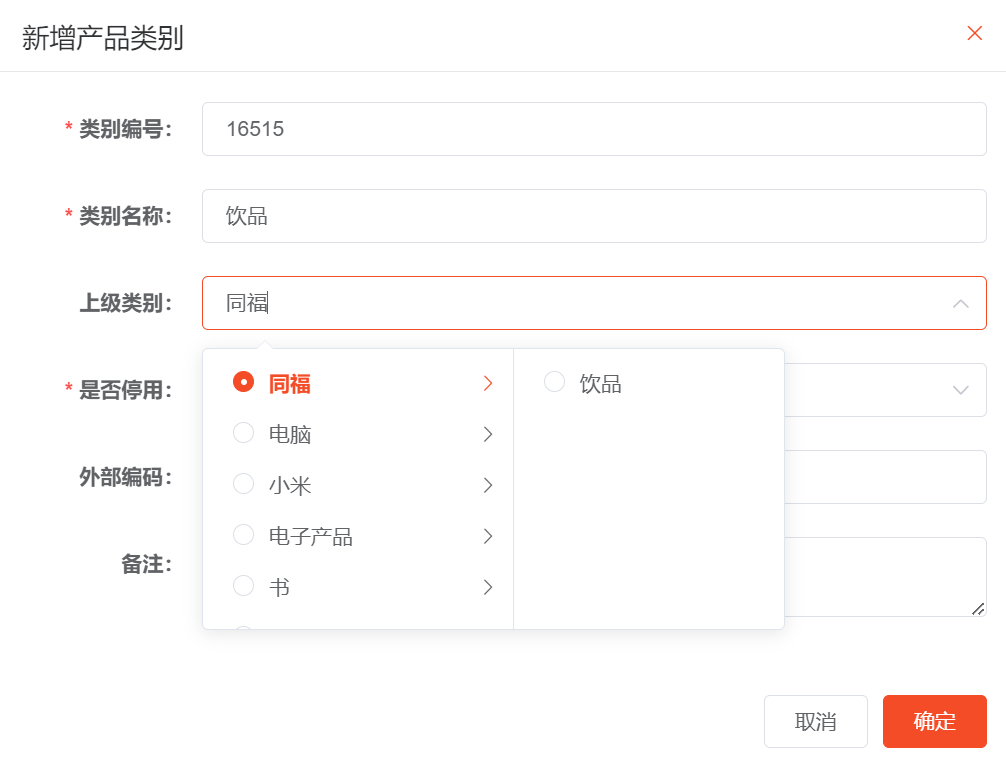 新增产品类别
* 类别编号：
16515
* 类别名称：
饮品
上级类别：
同福
* 是否停用：
外部编码：
备注：
同福
电脑
小米
电子产品
书
饮品
取消
确定